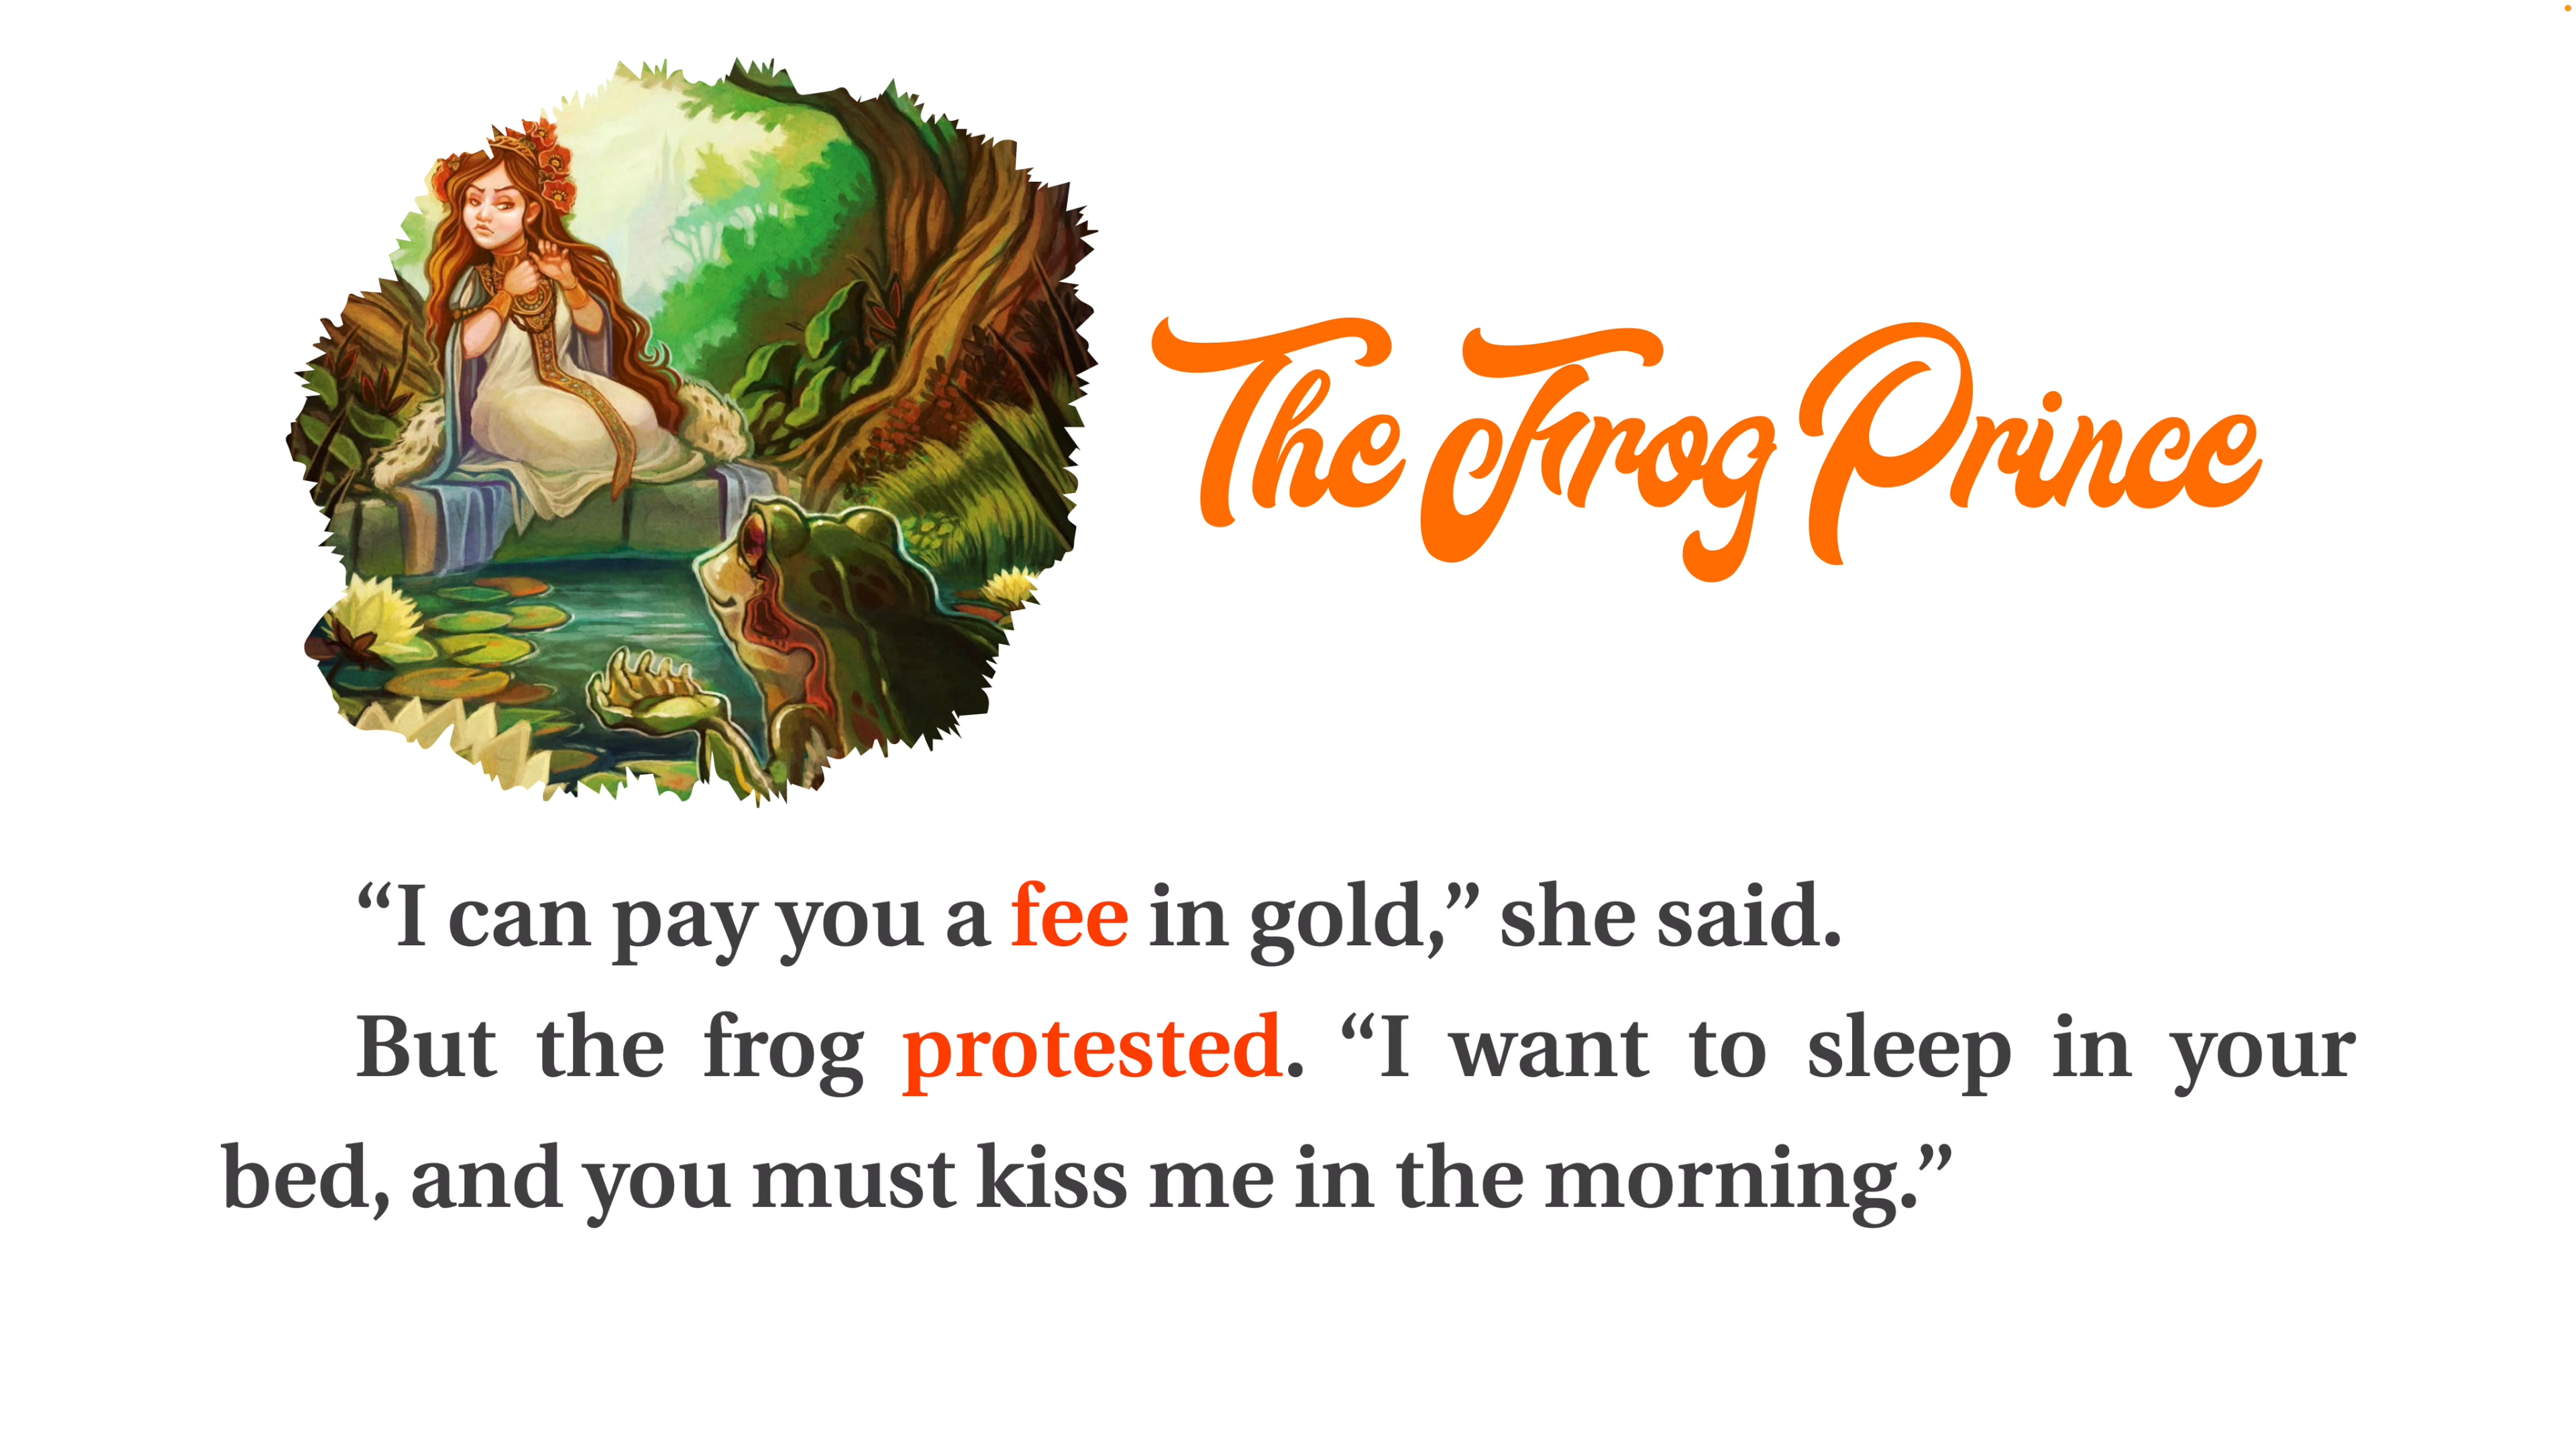 The Frog Prince
“I can pay you a fee in gold,” she said.
But the frog protested. “I want to sleep in your
bed, and you must kiss me in the morning.”